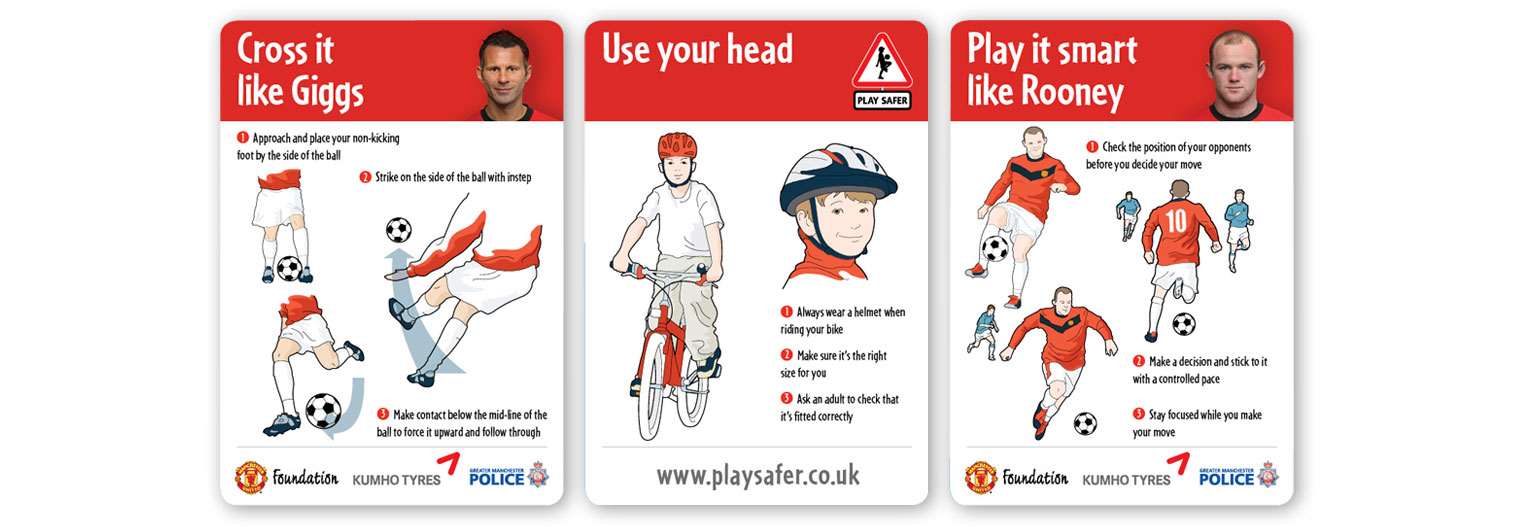 Cross it
like Giggs
1 Approach and place your non-kicking
foot by the side of the ball
2 Strike on the side of the ball with instep
3 Make contact below the mid-line of the
ball to force it upward and follow through
MANCHESTER
UNITED
Foundation
KUMHO TYRES
GREATER MANCHESTER
POLICE
Use your head
PLAY SAFER
1 Always wear a helmet when
riding your bike
2 Make sure it's the right
size for you
3 Ask an adult to check that
it's fitted correctly
www.playsafer.co.uk
Play it smart
like Rooney
1 Check the position of your opponents
before you decide your move
10
2 Make a decision and stick to it
with a controlled pace
3 Stay focused while you make
your move
MANCHESTER
UNITED
Foundation
KUMHO TYRES
GREATER MANCHESTER
POLICE